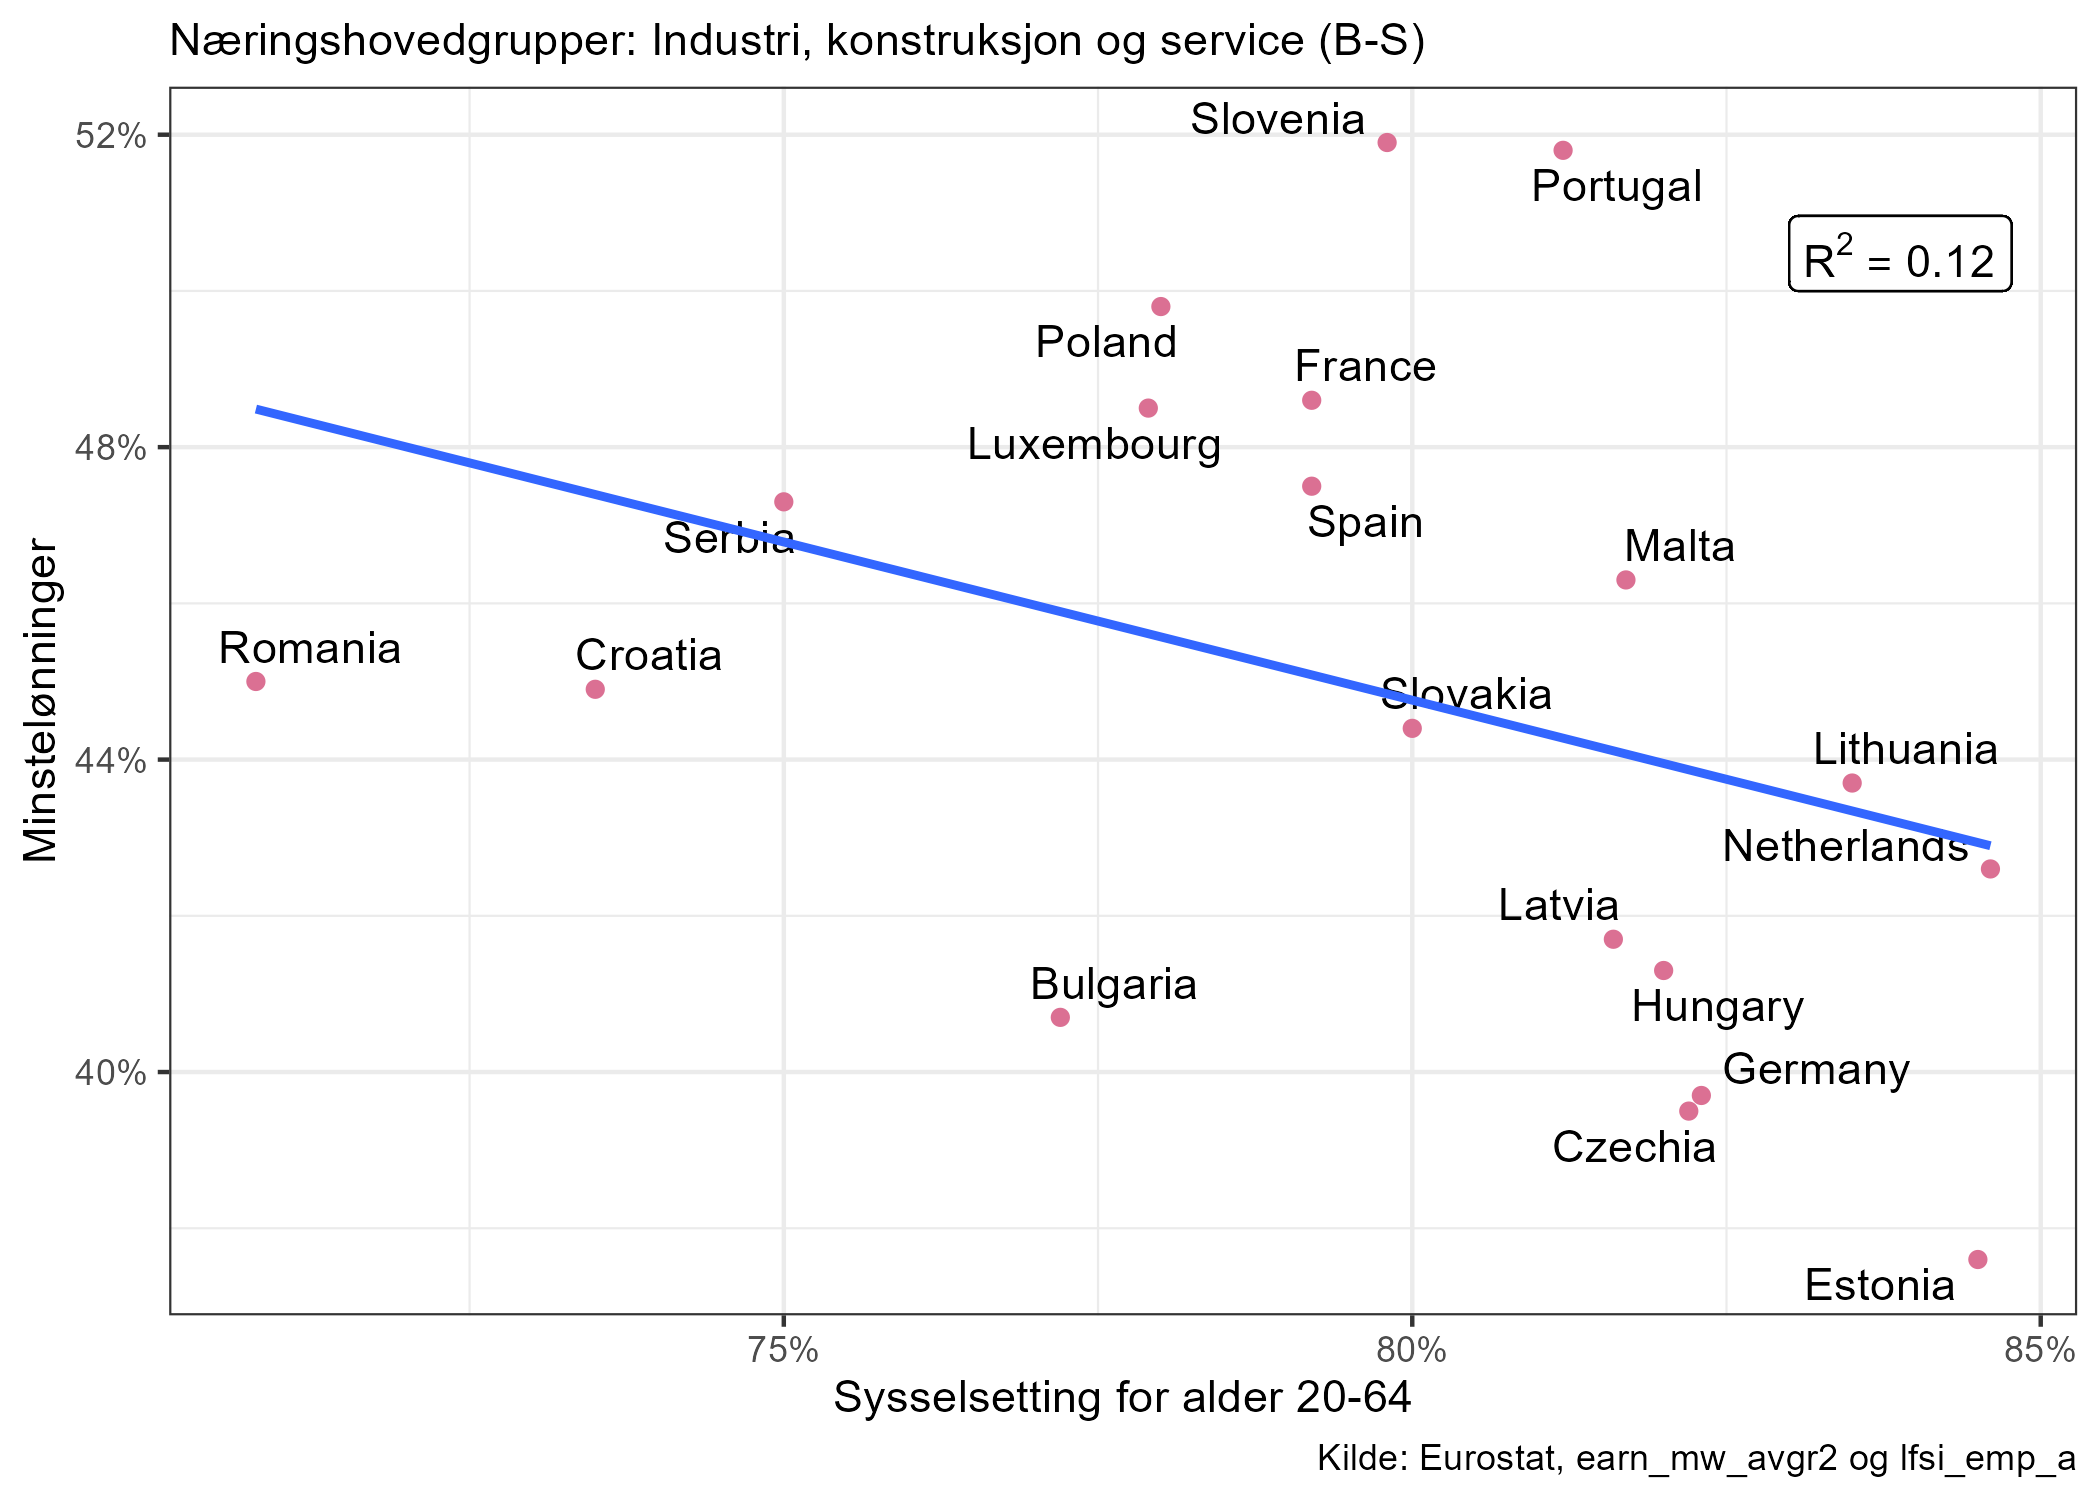 Næringshovedgrupper: Industri, konstruksjon og service (B-S)
52%
48%
44%
40%
Minstelønninger
Slovenia
Portugal
R² = 0.12
Poland
France
Luxembourg
Spain
Serbia
Malta
Romania
Croatia
Slovakia
Lithuania
Netherlands
Latvia
Bulgaria
Hungary
Germany
Czechia
Estonia
75%
80%
85%
Sysselsetting for alder 20-64
Kilde: Eurostat, earn_mw_avgr2 og lfsi_emp_a